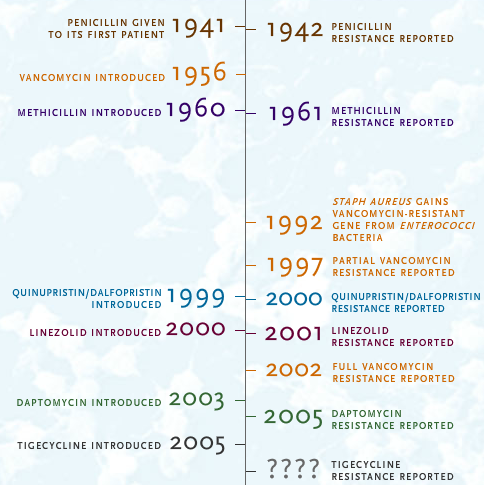 PENICILLIN GIVEN
TO ITS FIRST PATIENT
1941
1942
PENICILLIN
RESISTANCE REPORTED
VANCOMYCIN INTRODUCED
1956
METHICILLIN INTRODUCED
1960
1961
METHICILLIN
RESISTANCE REPORTED
1992
STAPH AUREUS GAINS
VANCOMYCIN-RESISTANT
GENE FROM ENTEROCOCCI
BACTERIA
1997
PARTIAL VANCOMYCIN
RESISTANCE REPORTED
QUINUPRISTIN/DALFOPRISTIN
INTRODUCED
1999
2000
QUINUPRISTIN/DALFOPRISTIN
RESISTANCE REPORTED
LINEZOLID INTRODUCED
2000
2001
LINEZOLID
RESISTANCE REPORTED
2002
FULL VANCOMYCIN
RESISTANCE REPORTED
DAPTOMYCIN INTRODUCED
2003
2005
DAPTOMYCIN
RESISTANCE REPORTED
TIGECYCLINE INTRODUCED
2005
????
TIGECYCLINE
RESISTANCE REPORTED